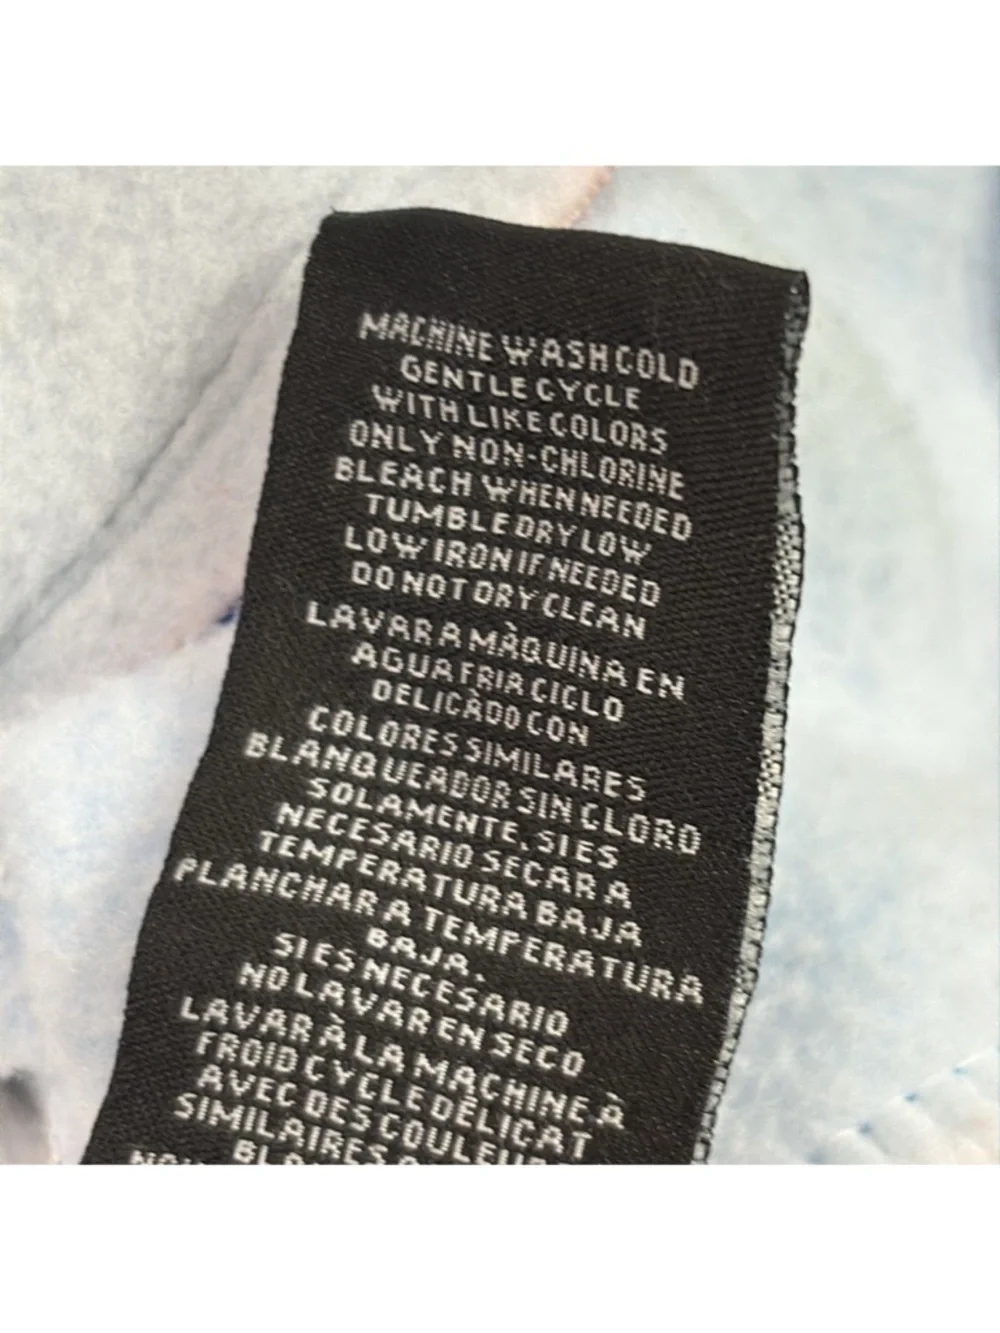 MACHINE WASH COLD
GENTLE CYCLE
WITH LIKE COLORS
ONLY NON-CHLORINE
BLEACH WHEN NEEDED
TUMBLE DRY LOW
LOW IRON IF NEEDED
DO NOT DRY CLEAN
LAVAR A MÀQUINA EN
AGUA FRIA CICLO
DELICÀDO CON
COLORES SIMILARES
BLANQUEADOR SIN CLORO
SOLAMENTE, SI ES
NECESARIO SECAR A
TEMPERATURA BAJA
PLANCHAR A TEMPERATURA
BAJA.
SI ES NECESARIO
NO LAVAR EN SECO
LAVAR À LA MACHINE À
FROID CYCLE DÉLICAT
AVEC DES
SIMILAIRES